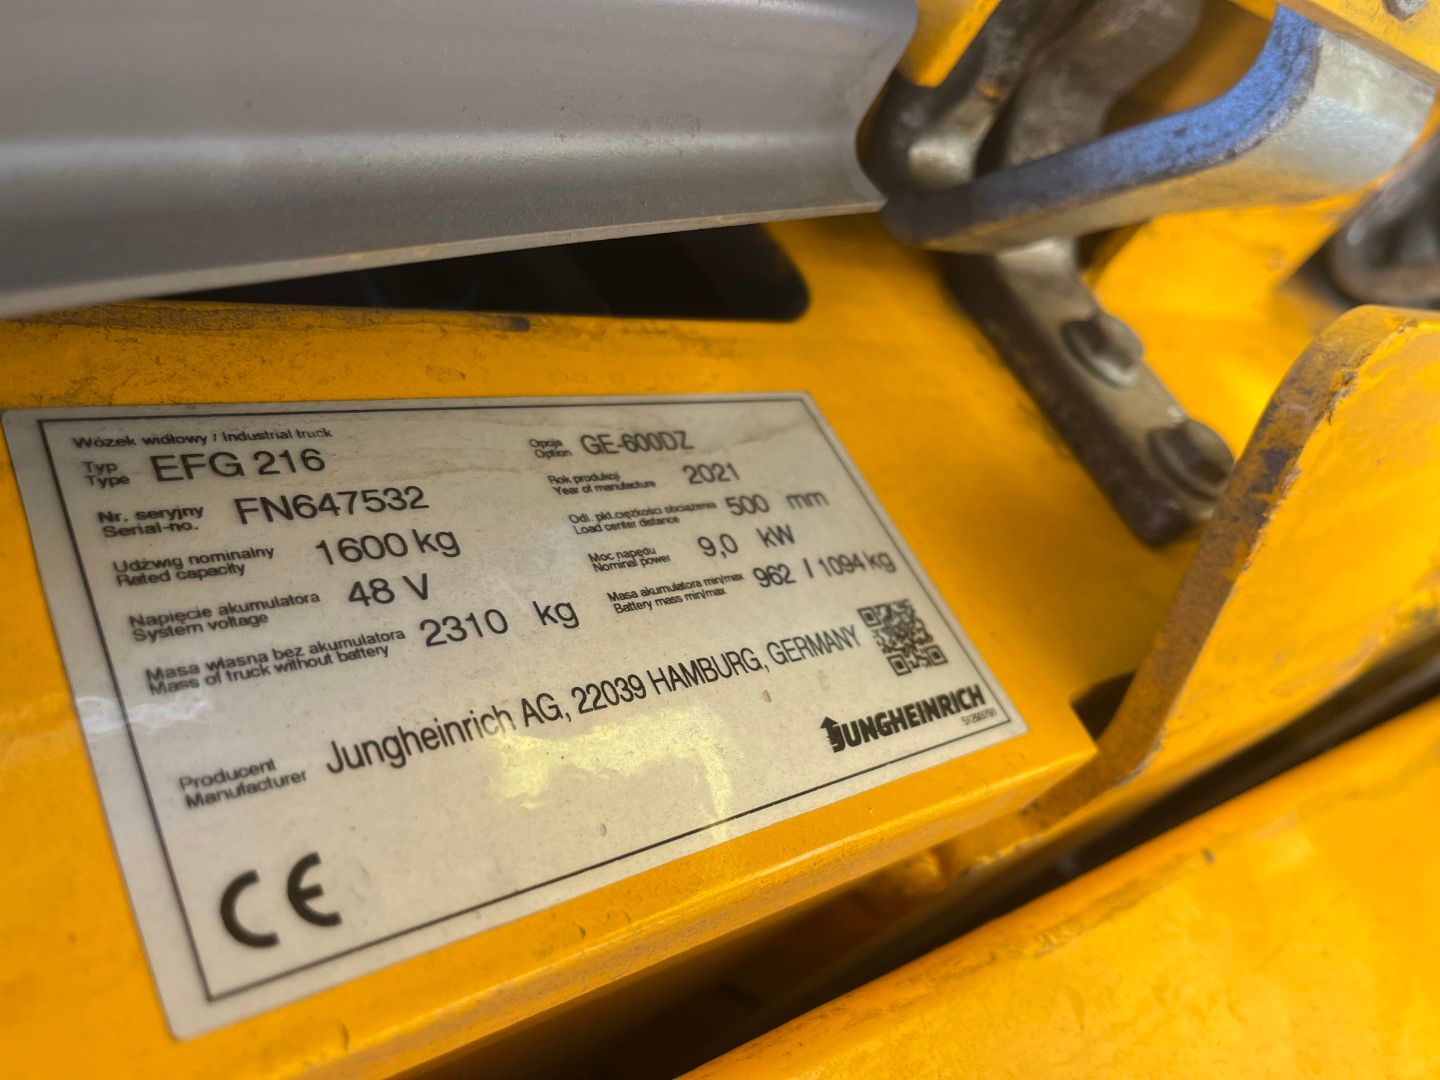 Wózek widłowy / Industrial truck
Typ
Type
EFG 216
Opcja
Option
GE-600DZ
Nr. seryjny
Serial-no.
FN647532
Rok produkcji
Year of manufacture
2021
Udźwig nominalny
Rated capacity
1600 kg
Odl. pkt.ciężkości obciążenia
Load center distance
500 mm
Napięcie akumulatora
System voltage
48 V
Moc napędu
Nominal power
9,0 kW
Masa własna bez akumulatora
Mass of truck without battery
2310 kg
Masa akumulatora min/max
Battery mass min/max
962 / 1094 kg
Producent
Manufacturer
Jungheinrich AG, 22039 HAMBURG, GERMANY
JUNGHEINRICH
CE